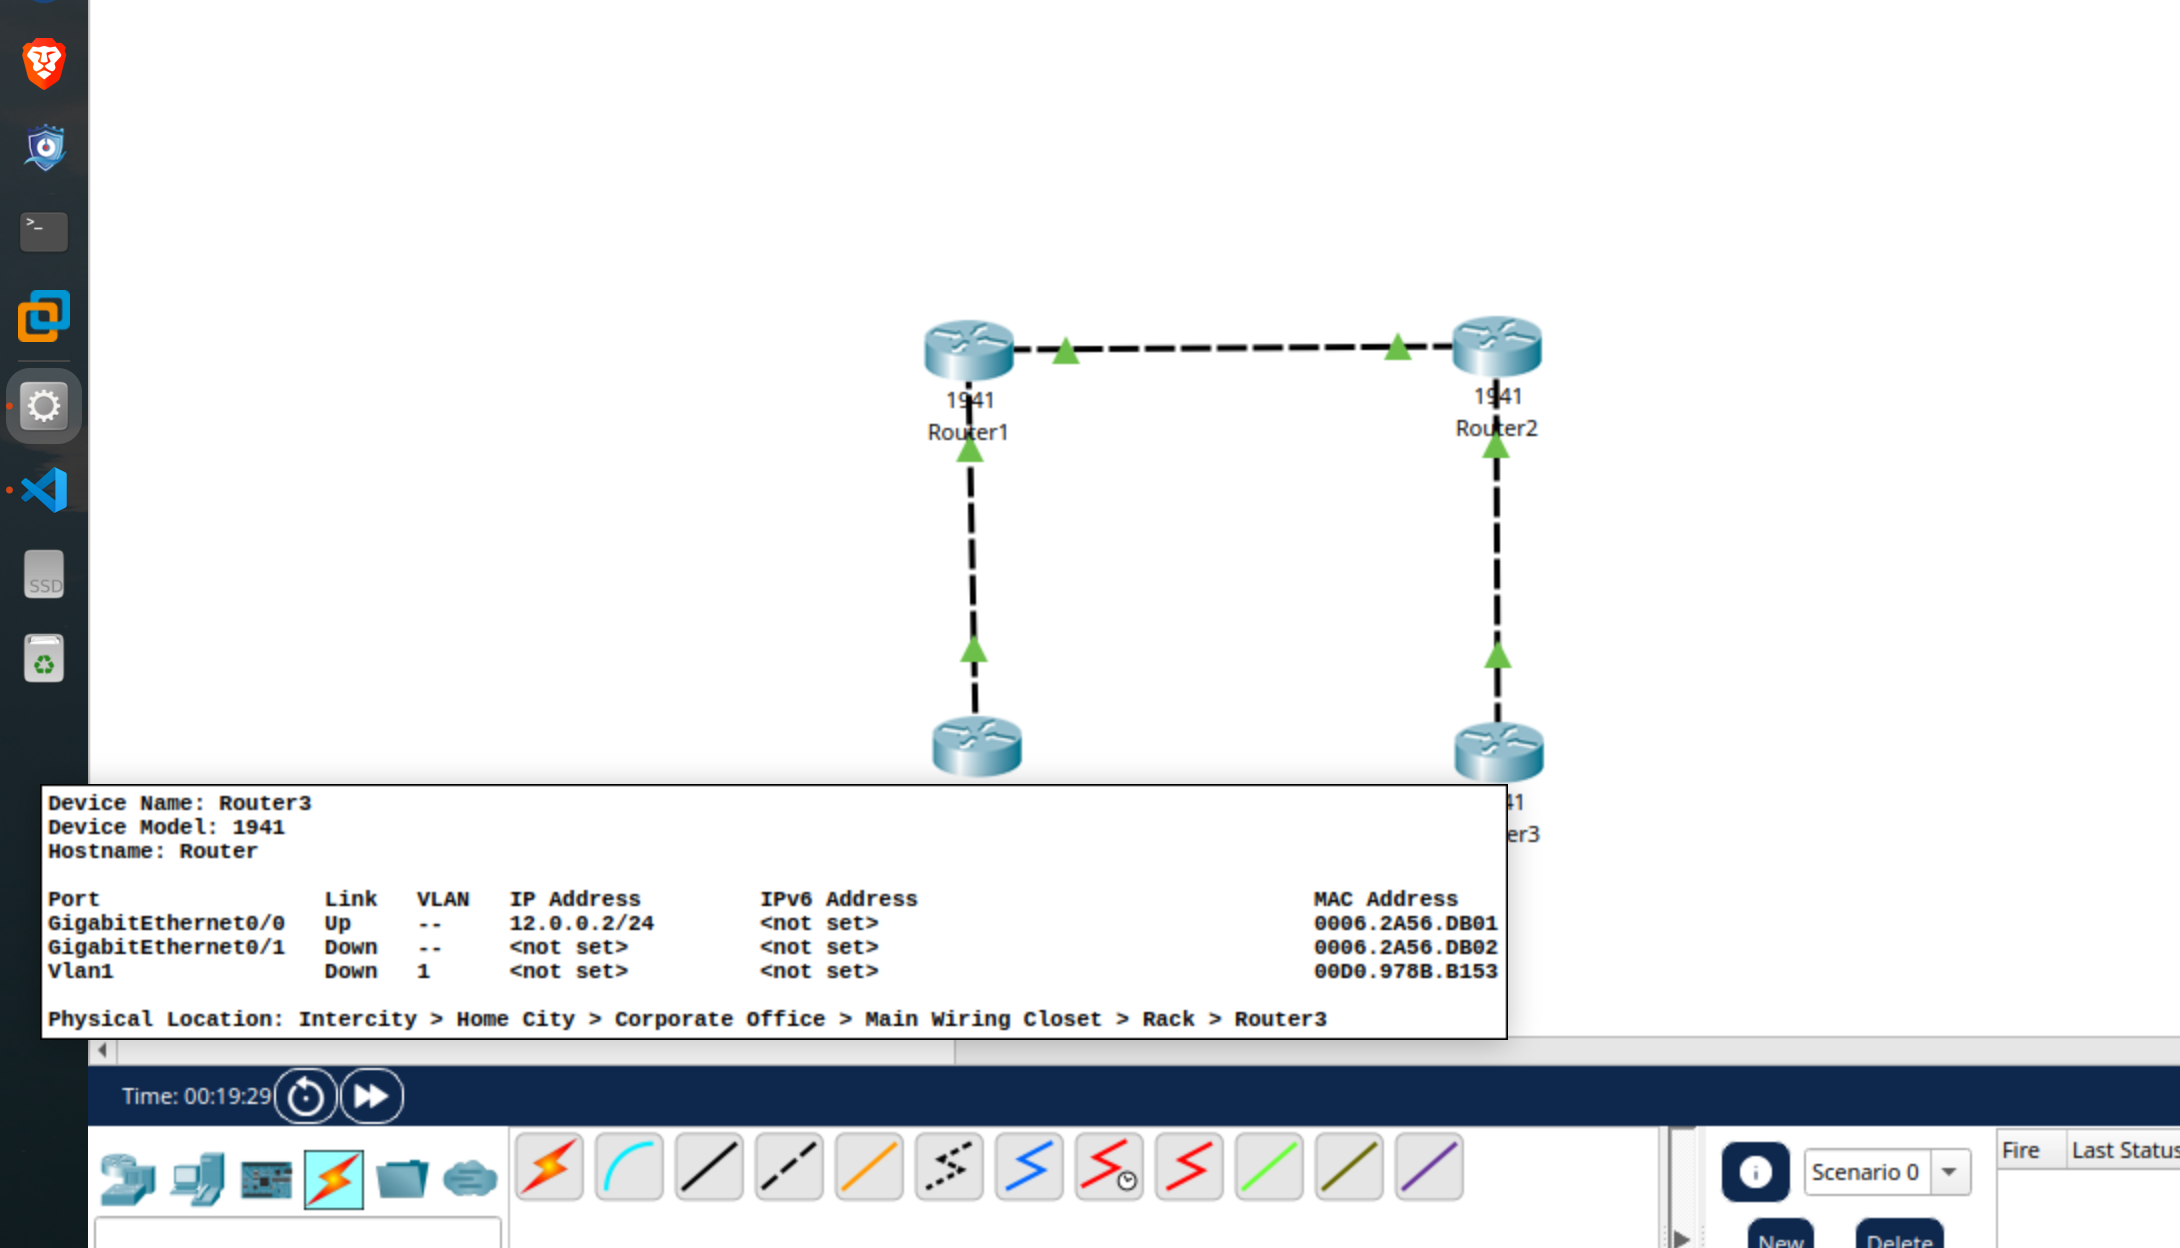 >_
SSD
1941
Router1
1941
Router2
41
er3
Device Name: Router3
Device Model: 1941
Hostname: Router
Port Link VLAN IP Address IPv6 Address MAC Address
GigabitEthernet0/0 Up -- 12.0.0.2/24 <not set> 0006.2A56.DB01
GigabitEthernet0/1 Down -- <not set> <not set> 0006.2A56.DB02
Vlan1 Down 1 <not set> <not set> 00D0.978B.B153
Physical Location: Intercity > Home City > Corporate Office > Main Wiring Closet > Rack > Router3
Time: 00:19:29
Scenario 0
Fire Last Status
New Delete